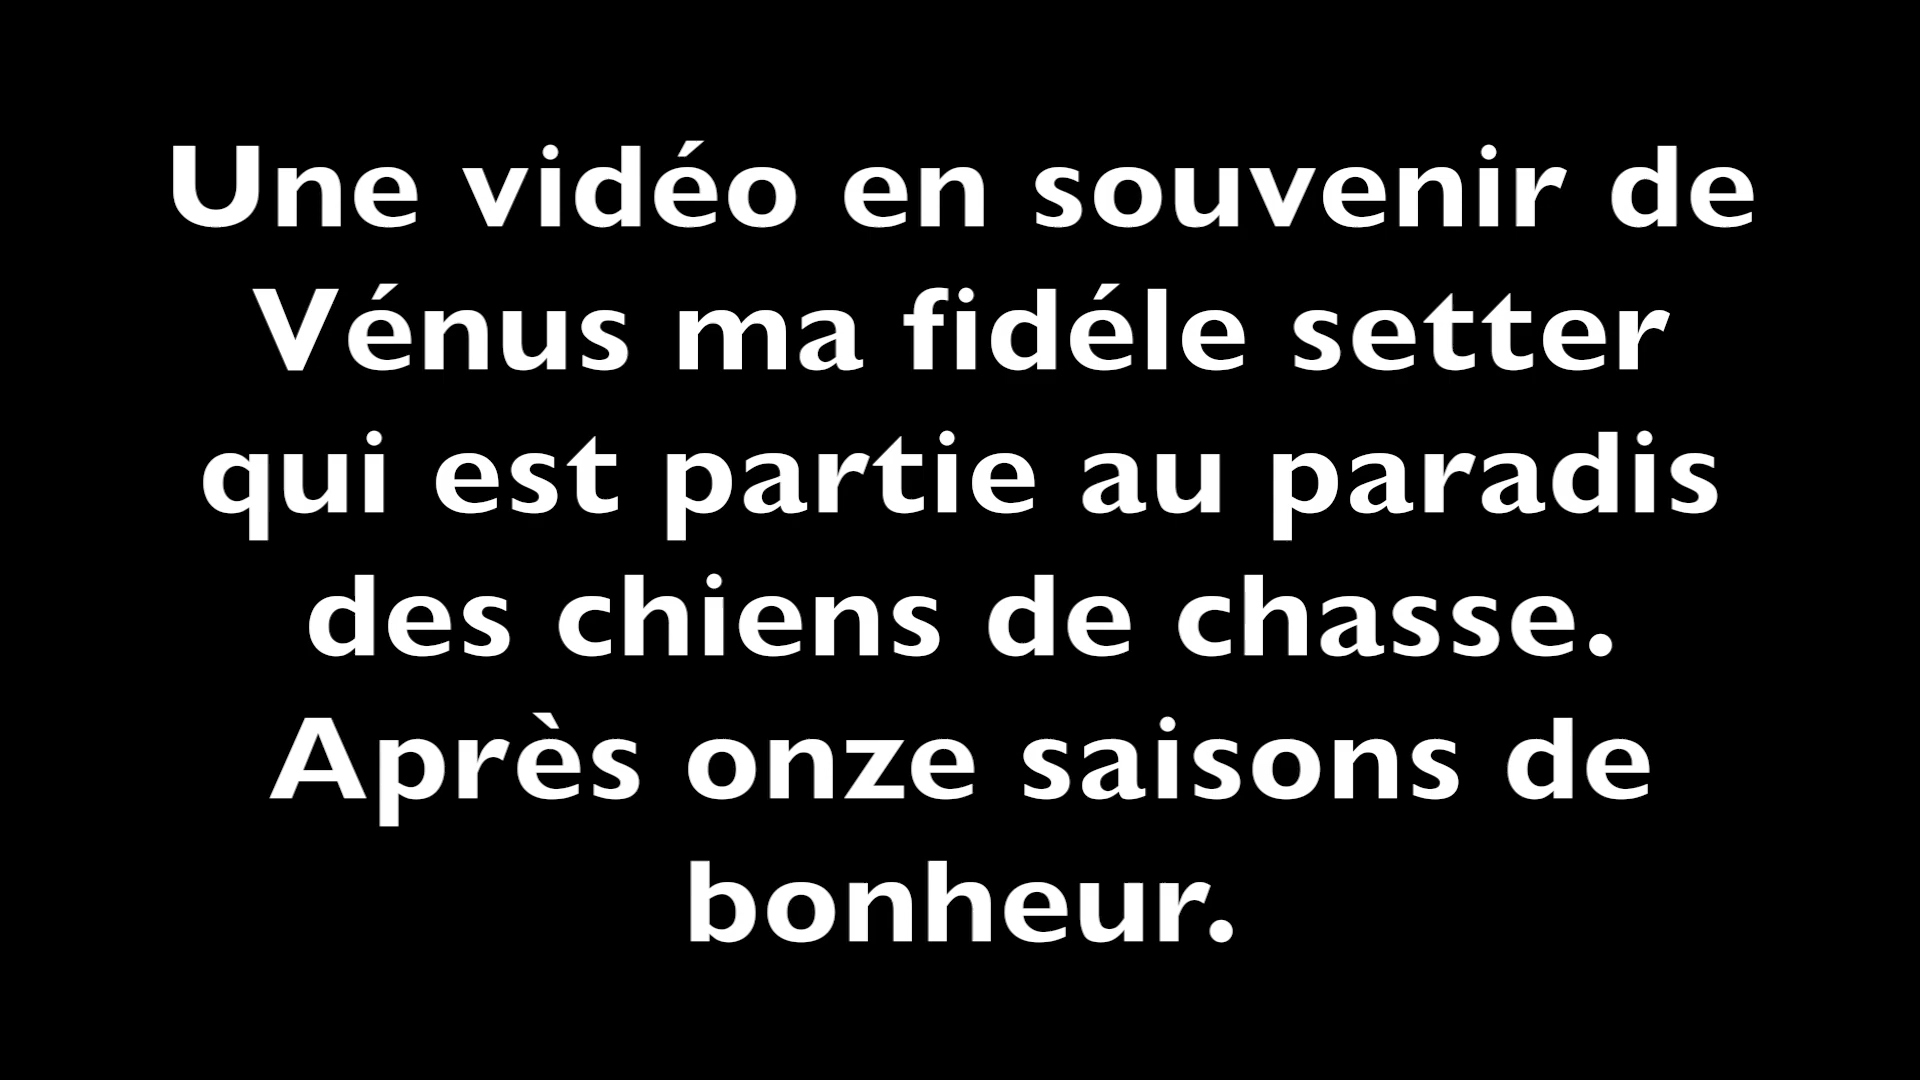 Une vidéo en souvenir de
Vénus ma fidéle setter
qui est partie au paradis
des chiens de chasse.
Après onze saisons de
bonheur.